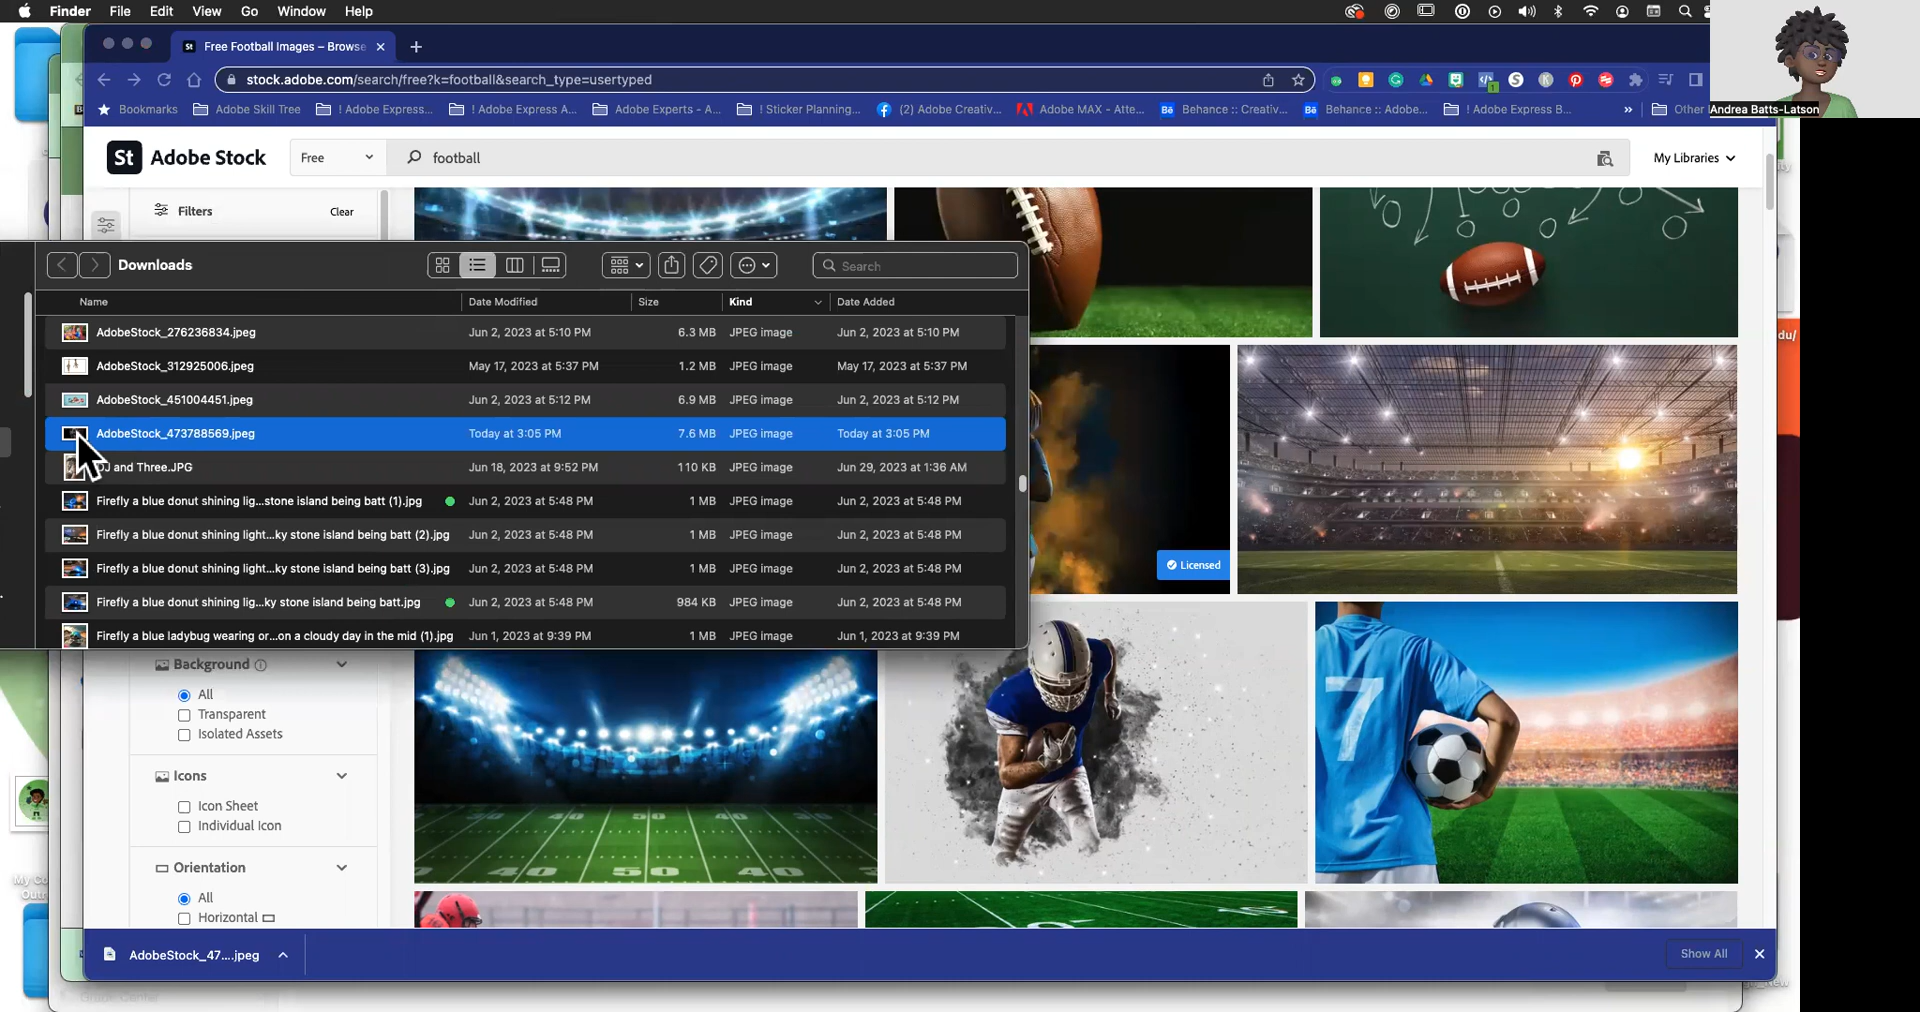 Finder File Edit View Go Window Help
Andrea Batts-Latson
St Free Football Images – Browse
stock.adobe.com/search/free?k=football&search_type=usertyped
Bookmarks Adobe Skill Tree ! Adobe Express... ! Adobe Express A... Adobe Experts - A... ! Sticker Planning... (2) Adobe Creativ... Adobe MAX - Atte... Behance :: Creativ... Behance :: Adobe... ! Adobe Express B... » Other
St Adobe Stock Free football My Libraries
Filters Clear
Downloads Search
Name Date Modified Size Kind Date Added
AdobeStock_276236834.jpeg Jun 2, 2023 at 5:10 PM 6.3 MB JPEG image Jun 2, 2023 at 5:10 PM
AdobeStock_312925006.jpeg May 17, 2023 at 5:37 PM 1.2 MB JPEG image May 17, 2023 at 5:37 PM
AdobeStock_451004451.jpeg Jun 2, 2023 at 5:12 PM 6.9 MB JPEG image Jun 2, 2023 at 5:12 PM
AdobeStock_473788569.jpeg Today at 3:05 PM 7.6 MB JPEG image Today at 3:05 PM
and Three.JPG Jun 18, 2023 at 9:52 PM 110 KB JPEG image Jun 29, 2023 at 1:36 AM
Firefly a blue donut shining lig...stone island being batt (1).jpg Jun 2, 2023 at 5:48 PM 1 MB JPEG image Jun 2, 2023 at 5:48 PM
Firefly a blue donut shining light...ky stone island being batt (2).jpg Jun 2, 2023 at 5:48 PM 1 MB JPEG image Jun 2, 2023 at 5:48 PM
Firefly a blue donut shining light...ky stone island being batt (3).jpg Jun 2, 2023 at 5:48 PM 1 MB JPEG image Jun 2, 2023 at 5:48 PM
Firefly a blue donut shining lig...ky stone island being batt.jpg Jun 2, 2023 at 5:48 PM 984 KB JPEG image Jun 2, 2023 at 5:48 PM
Firefly a blue ladybug wearing or...on a cloudy day in the mid (1).jpg Jun 1, 2023 at 9:39 PM 1 MB JPEG image Jun 1, 2023 at 9:39 PM
Licensed
du/
Background
All
Transparent
Isolated Assets
Icons
Icon Sheet
Individual Icon
Orientation
All
Horizontal
7
My Co
Outr
AdobeStock_47....jpeg Show All
Grade Center
New